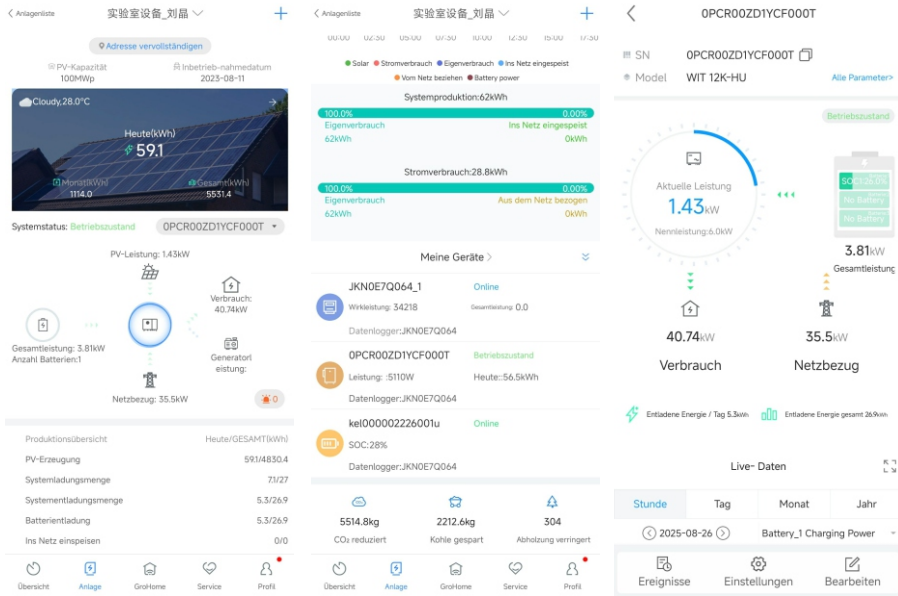 Anlagenliste
实验室设备_刘晶
Adresse vervollständigen
PV-Kapazität
100MWp
Inbetrieb-nahmedatum
2023-08-11
Cloudy,28.0°C
Heute(kWh)
59.1
Monat(kWh)
1114.0
Gesamt(kWh)
5531.4
Systemstatus: Betriebszustand
0PCR00ZD1YCF000T
PV-Leistung: 1.43kW
Verbrauch:
40.74kW
Gesamtleistung: 3.81kW
Anzahl Batterien:1
Generatorl
eistung:
Netzbezug: 35.5kW
0
Produktionsübersicht
Heute/GESAMT(kWh)
PV-Erzeugung
59.1/4830.4
Systemladungsmenge
7.1/27
Systementladungsmenge
5.3/26.9
Batterientladung
5.3/26.9
Ins Netz einspeisen
0/0
Übersicht
Anlage
GroHome
Service
Profil
Anlagenliste
实验室设备_刘晶
00:00 02:30 05:00 07:30 10:00 12:30 15:00 17:30
Solar Stromverbrauch Eigenverbrauch Ins Netz eingespeist
Vom Netz beziehen Battery power
Systemproduktion:62kWh
100.0% 0.00%
Eigenverbrauch Ins Netz eingespeist
62kWh 0kWh
Stromverbrauch:28.8kWh
100.0% 0.00%
Eigenverbrauch Aus dem Netz bezogen
62kWh 0kWh
Meine Geräte
JKN0E7Q064_1 Online
Wirkleistung: 34218 Gesamtleistung: 0.0
Datenlogger:JKN0E7Q064
0PCR00ZD1YCF000T Betriebszustand
Leistung: :5110W Heute::56.5kWh
Datenlogger:JKN0E7Q064
kel000002226001u Online
SOC:28%
Datenlogger:JKN0E7Q064
5514.8kg
CO₂ reduziert
2212.6kg
Kohle gespart
304
Abholzung verringert
Übersicht
Anlage
GroHome
Service
Profil
0PCR00ZD1YCF000T
SN 0PCR00ZD1YCF000T
Model WIT 12K-HU Alle Parameter>
Betriebszustand
Aktuelle Leistung
1.43kW
Nennleistung:6.0kW
SOC1:26.0%
No Battery
No Battery
3.81kW
Gesamtleistung
40.74kW
Verbrauch
35.5kW
Netzbezug
Entladene Energie / Tag 5.3kWh
Entladene Energie gesamt 26.9kWh
Live- Daten
Stunde Tag Monat Jahr
2025-08-26 Battery_1 Charging Power
Ereignisse
Einstellungen
Bearbeiten